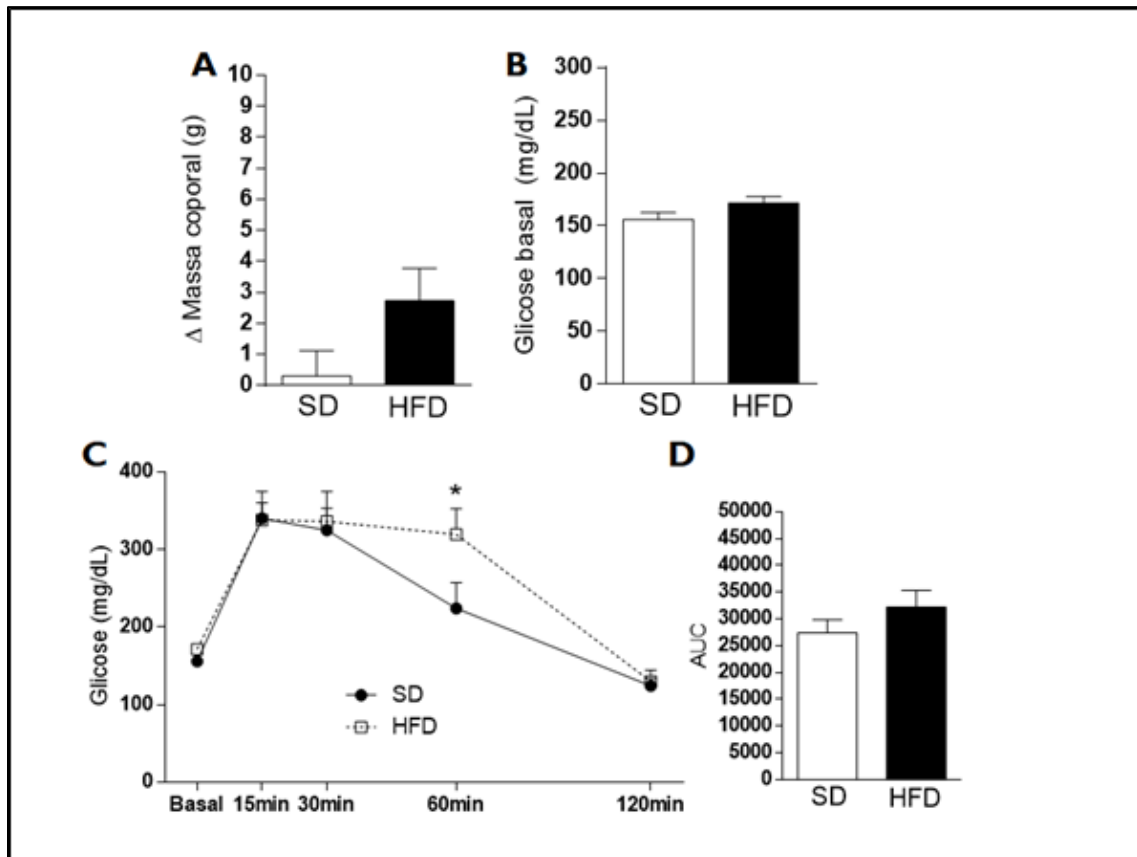 A
Δ Massa coporal (g)
10
9
8
7
6
5
4
3
2
1
0
SD HFD
B
Glicose basal (mg/dL)
300
250
200
150
100
50
0
SD HFD
C
Glicose (mg/dL)
400
300
200
100
0
*
SD
HFD
Basal 15min 30min 60min 120min
D
AUC
50000
45000
40000
35000
30000
25000
20000
15000
10000
5000
0
SD HFD